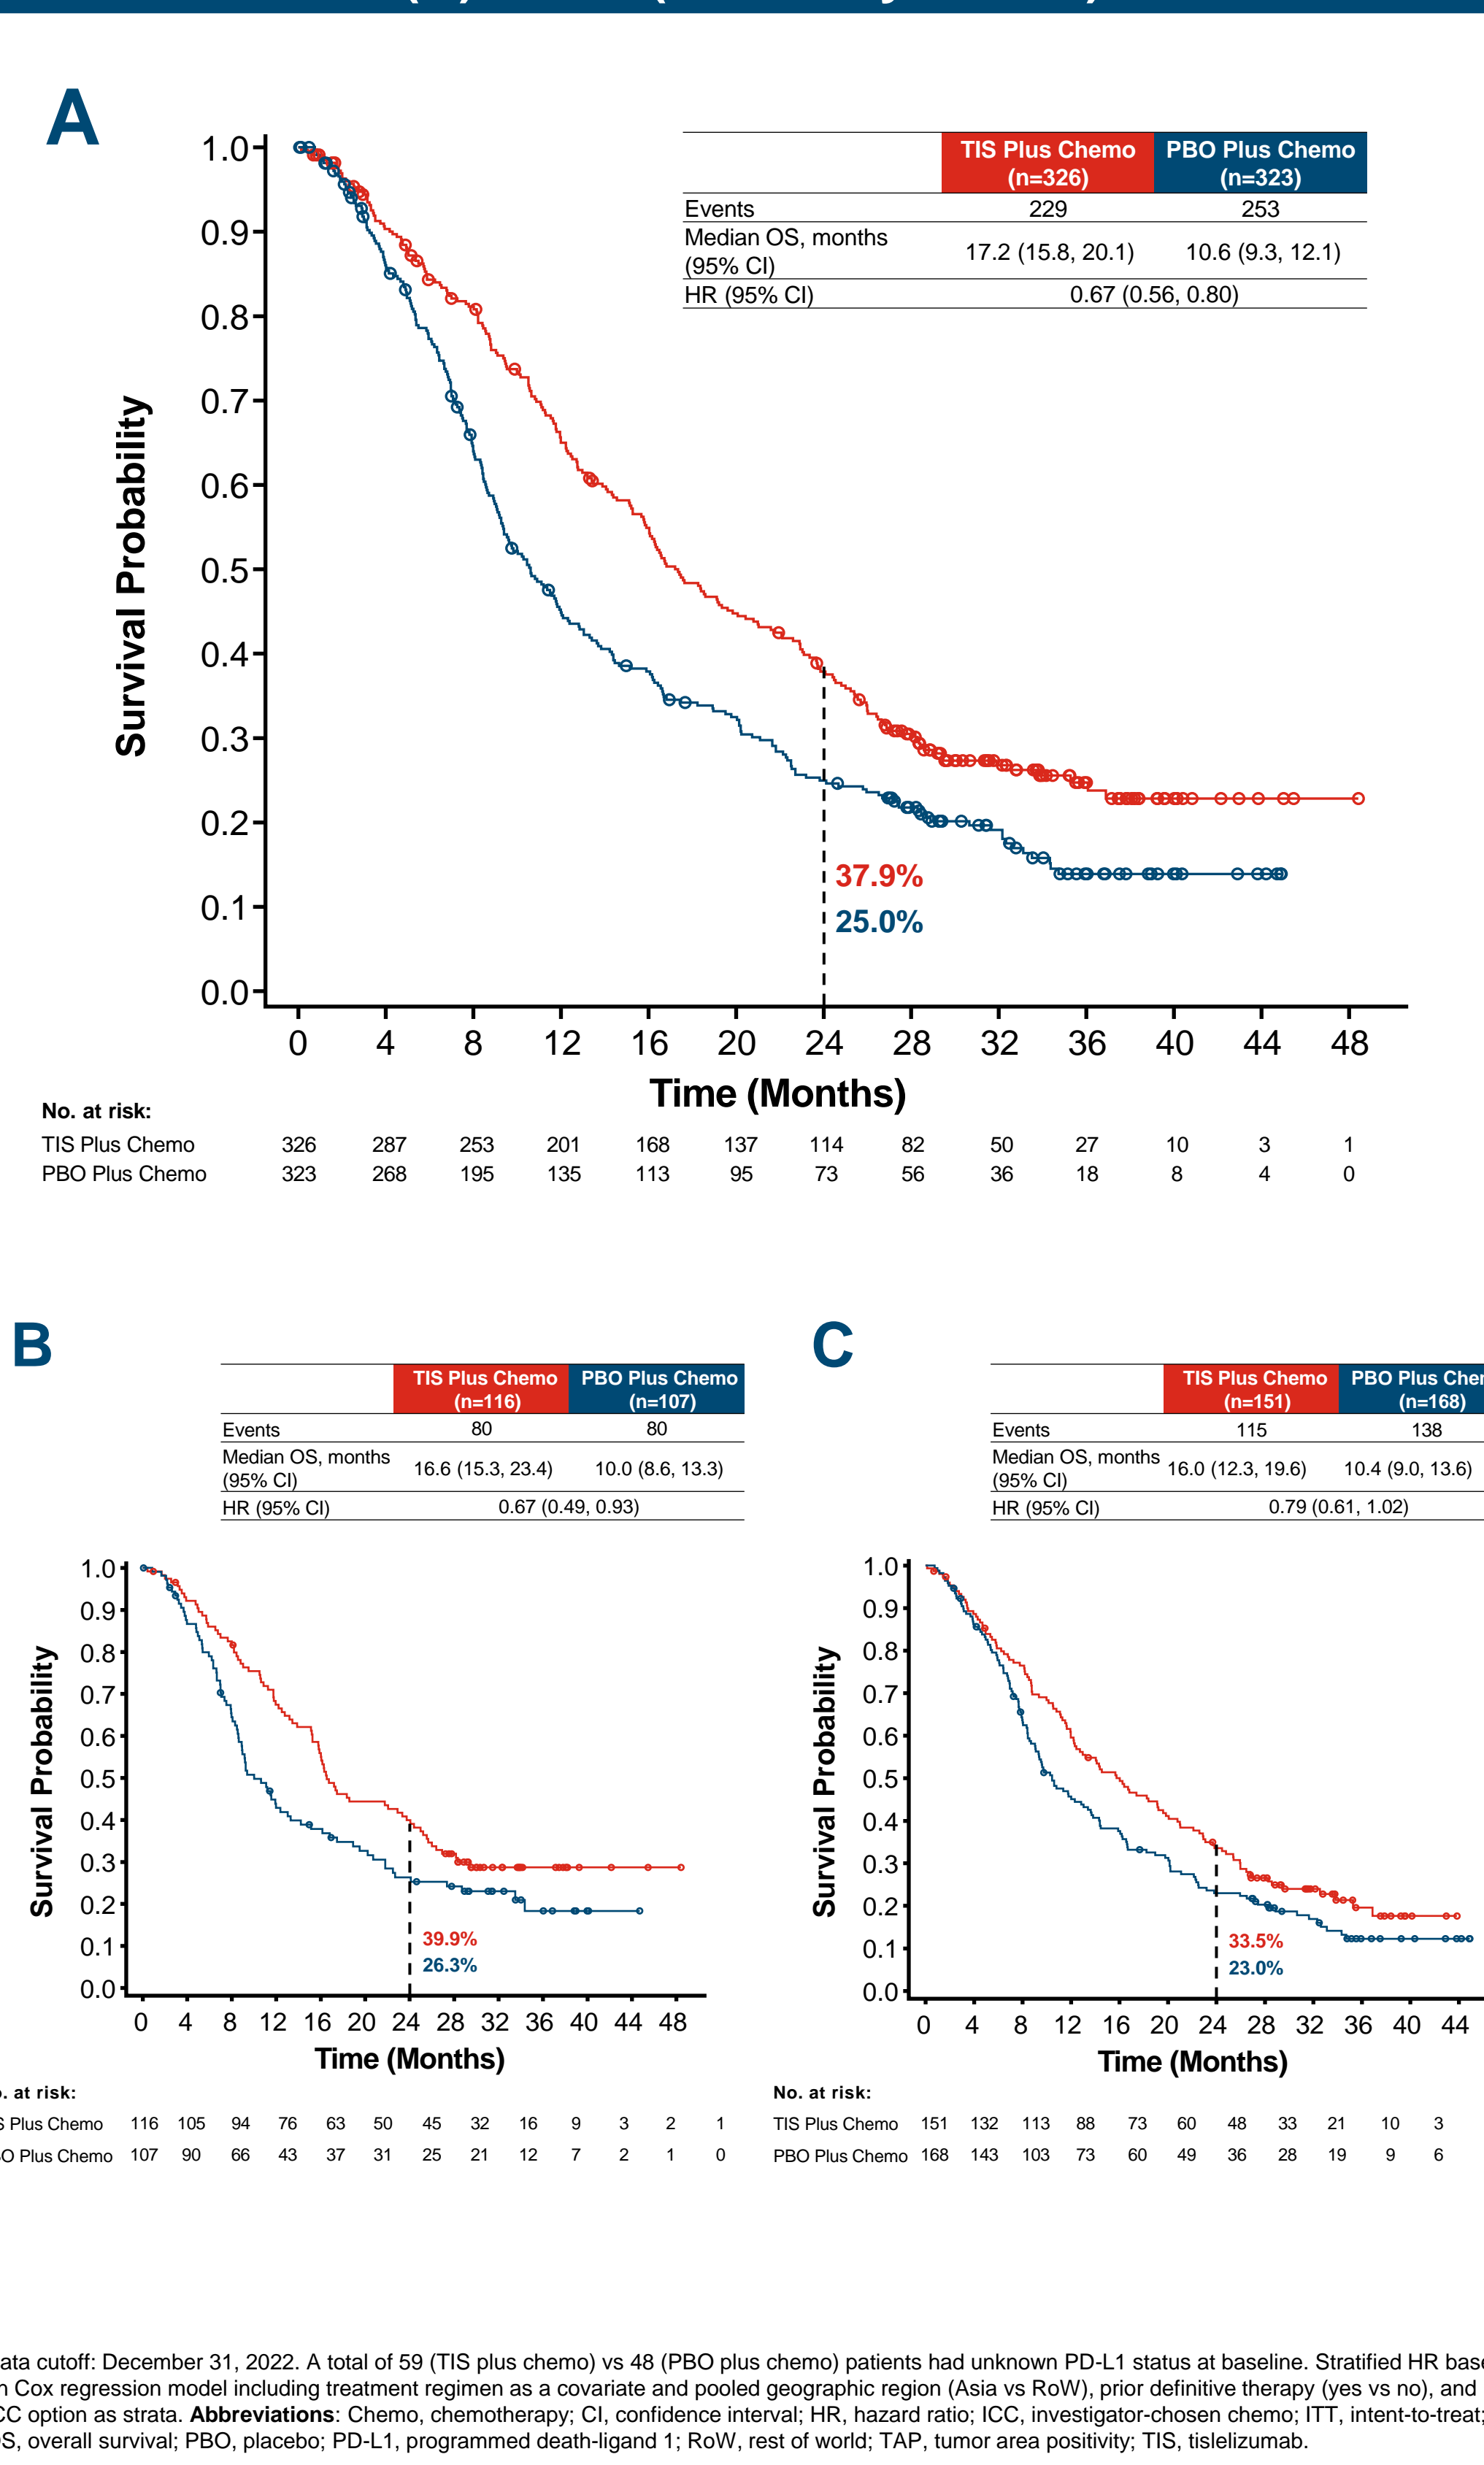 A
TIS Plus Chemo (n=326) PBO Plus Chemo (n=323)
Events 229 253
Median OS, months (95% CI) 17.2 (15.8, 20.1) 10.6 (9.3, 12.1)
HR (95% CI) 0.67 (0.56, 0.80)
Survival Probability
1.0
0.9
0.8
0.7
0.6
0.5
0.4
0.3
0.2
0.1
0.0
37.9%
25.0%
0 4 8 12 16 20 24 28 32 36 40 44 48
Time (Months)
No. at risk:
TIS Plus Chemo 326 287 253 201 168 137 114 82 50 27 10 3 1
PBO Plus Chemo 323 268 195 135 113 95 73 56 36 18 8 4 0
B
TIS Plus Chemo (n=116) PBO Plus Chemo (n=107)
Events 80 80
Median OS, months (95% CI) 16.6 (15.3, 23.4) 10.0 (8.6, 13.3)
HR (95% CI) 0.67 (0.49, 0.93)
Survival Probability
1.0
0.9
0.8
0.7
0.6
0.5
0.4
0.3
0.2
0.1
0.0
39.9%
26.3%
0 4 8 12 16 20 24 28 32 36 40 44 48
Time (Months)
at risk:
Plus Chemo 116 105 94 76 63 50 45 32 16 9 3 2 1
Plus Chemo 107 90 66 43 37 31 25 21 12 7 2 1 0
C
TIS Plus Chemo (n=151) PBO Plus Cher (n=168)
Events 115 138
Median OS, months (95% CI) 16.0 (12.3, 19.6) 10.4 (9.0, 13.6)
HR (95% CI) 0.79 (0.61, 1.02)
Survival Probability
1.0
0.9
0.8
0.7
0.6
0.5
0.4
0.3
0.2
0.1
0.0
33.5%
23.0%
0 4 8 12 16 20 24 28 32 36 40 44
Time (Months)
No. at risk:
TIS Plus Chemo 151 132 113 88 73 60 48 33 21 10 3
PBO Plus Chemo 168 143 103 73 60 49 36 28 19 9 6
ata cutoff: December 31, 2022. A total of 59 (TIS plus chemo) vs 48 (PBO plus chemo) patients had unknown PD-L1 status at baseline. Stratified HR base
n Cox regression model including treatment regimen as a covariate and pooled geographic region (Asia vs RoW), prior definitive therapy (yes vs no), and
CC option as strata. Abbreviations: Chemo, chemotherapy; CI, confidence interval; HR, hazard ratio; ICC, investigator-chosen chemo; ITT, intent-to-treat;
S, overall survival; PBO, placebo; PD-L1, programmed death-ligand 1; RoW, rest of world; TAP, tumor area positivity; TIS, tislelizumab.